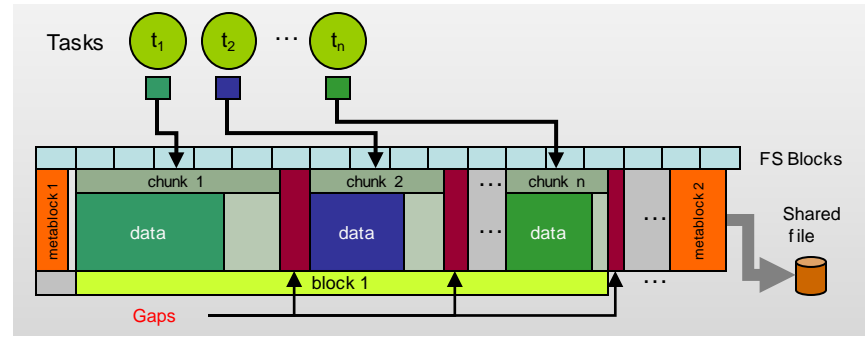 Tasks
t1
t2
...
tn
FS Blocks
metablock 1
chunk 1
chunk 2
...
chunk n
...
metablock 2
data
data
data
Shared
file
block 1
...
Gaps